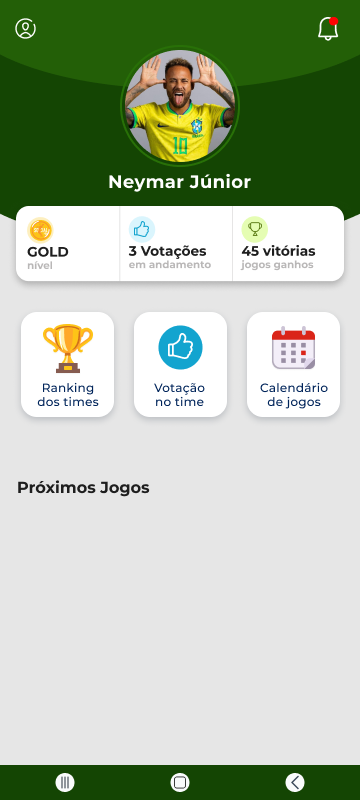 Neymar Júnior
GOLD
nível
3 Votações
em andamento
45 vitórias
jogos ganhos
Ranking
dos times
Votação
no time
Calendário
de jogos
Próximos Jogos